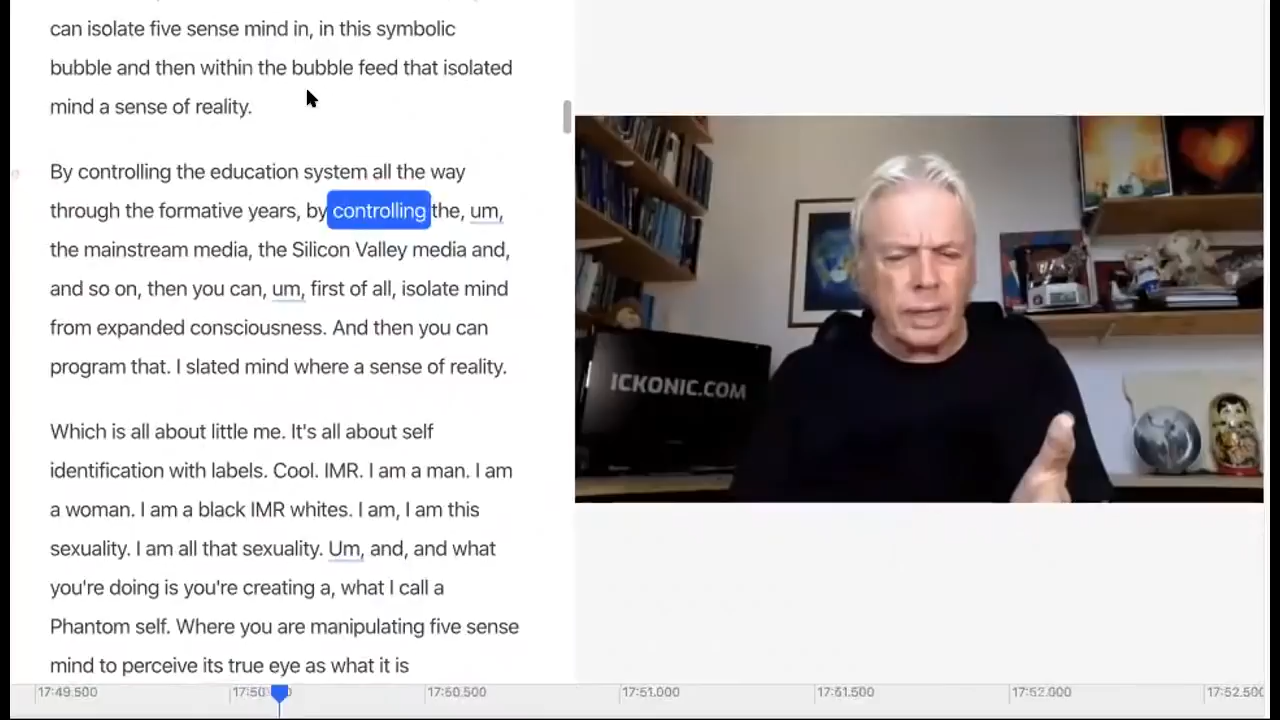 can isolate five sense mind in, in this symbolic
bubble and then within the bubble feed that isolated
mind a sense of reality.
By controlling the education system all the way
through the formative years, by controlling the, um,
the mainstream media, the Silicon Valley media and,
and so on, then you can, um, first of all, isolate mind
from expanded consciousness. And then you can
program that. I slated mind where a sense of reality.
Which is all about little me. It's all about self
identification with labels. Cool. IMR. I am a man. I am
a woman. I am a black IMR whites. I am, I am this
sexuality. I am all that sexuality. Um, and, and what
you're doing is you're creating a, what I call a
Phantom self. Where you are manipulating five sense
mind to perceive its true eye as what it is
ICKONIC.COM
17:49.500
17:50
17:50.500
17:51.000
17:51.500
17:52.000
17:52.500